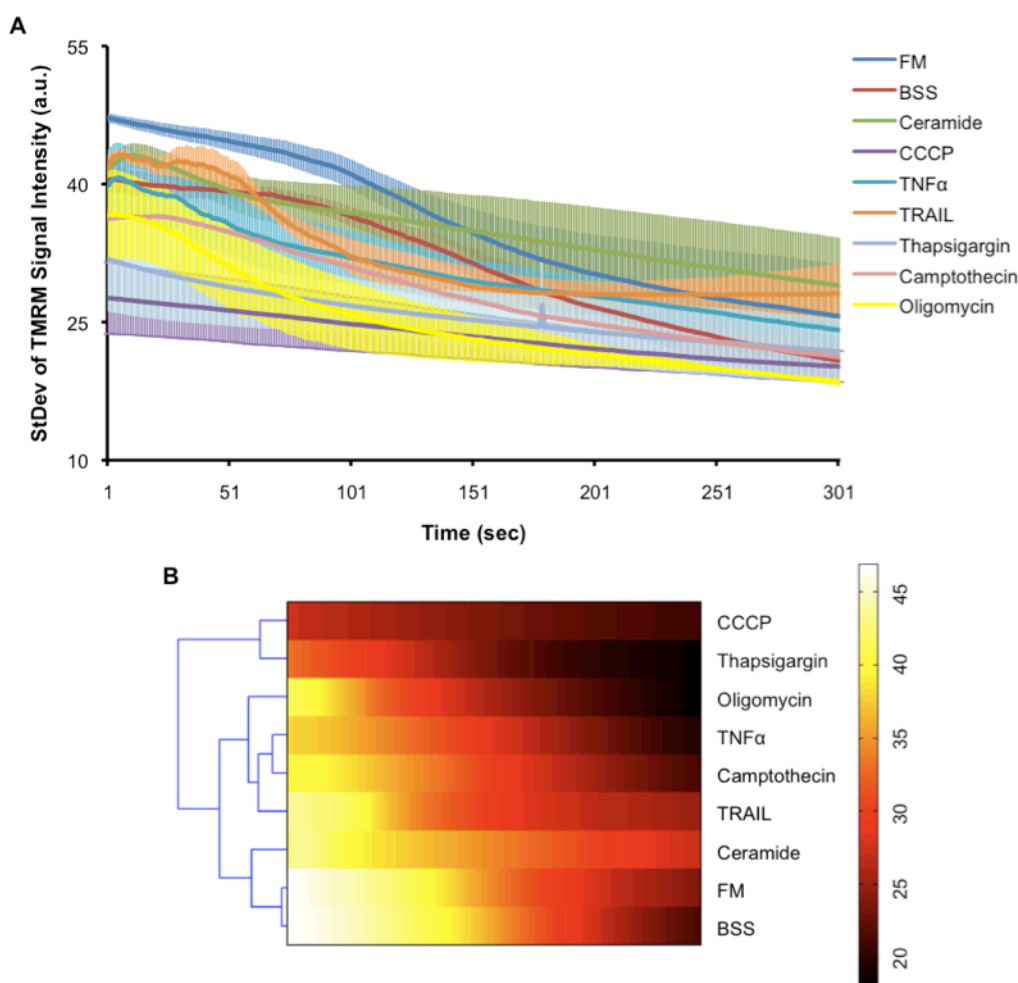 A
StDev of TMRM Signal Intensity (a.u.)
55
40
25
10
1 51 101 151 201 251 301
Time (sec)
FM
BSS
Ceramide
CCCP
TNFα
TRAIL
Thapsigargin
Camptothecin
Oligomycin
B
CCCP
Thapsigargin
Oligomycin
TNFα
Camptothecin
TRAIL
Ceramide
FM
BSS
45
40
35
30
25
20